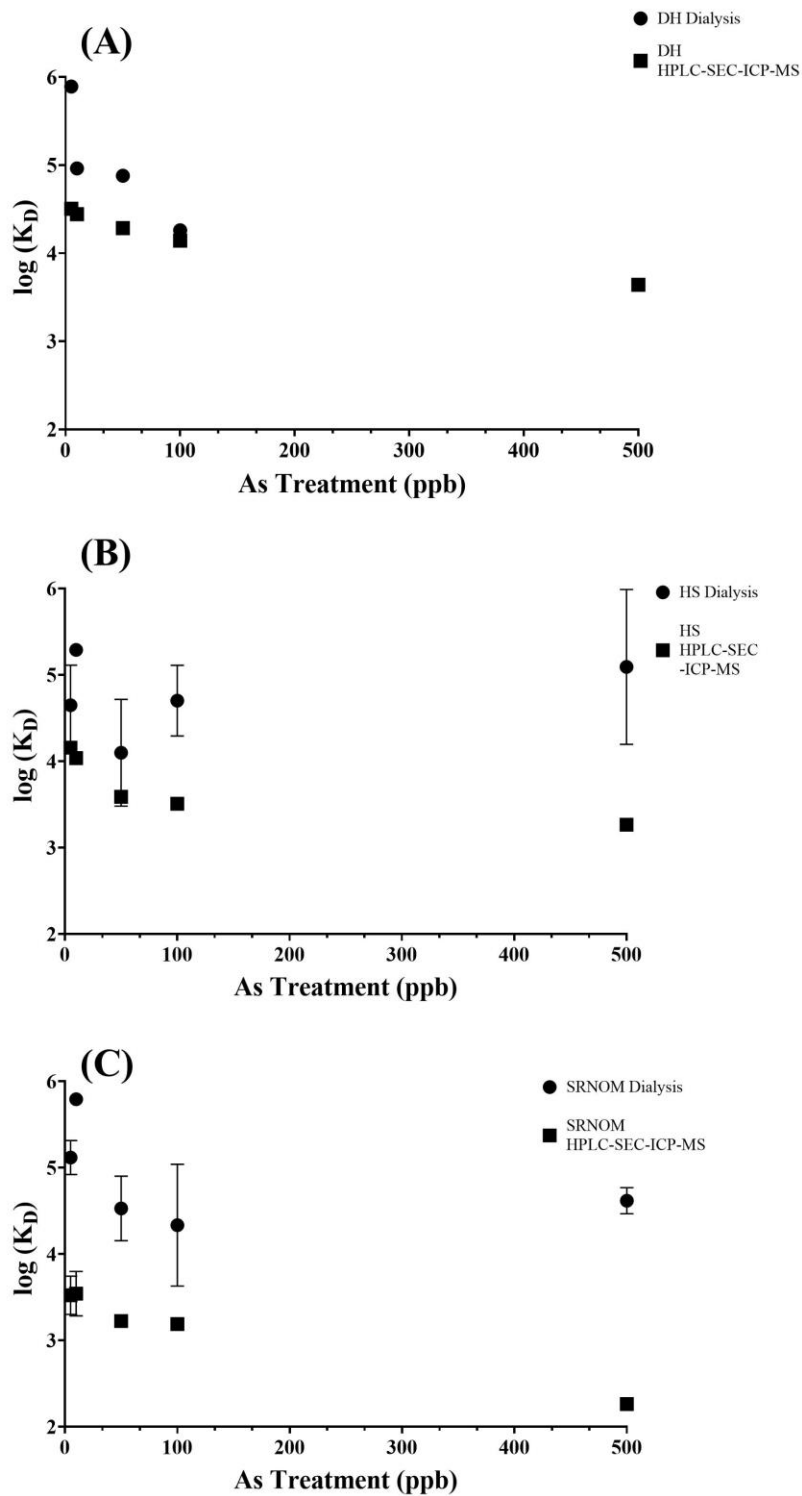 (A)
DH Dialysis
DH
HPLC-SEC-ICP-MS
6
5
4
3
2
log (K_D)
0 100 200 300 400 500
As Treatment (ppb)
(B)
HS Dialysis
HS
HPLC-SEC
-ICP-MS
6
5
4
3
2
log (K_D)
0 100 200 300 400 500
As Treatment (ppb)
(C)
SRNOM Dialysis
SRNOM
HPLC-SEC-ICP-MS
6
5
4
3
2
log (K_D)
0 100 200 300 400 500
As Treatment (ppb)